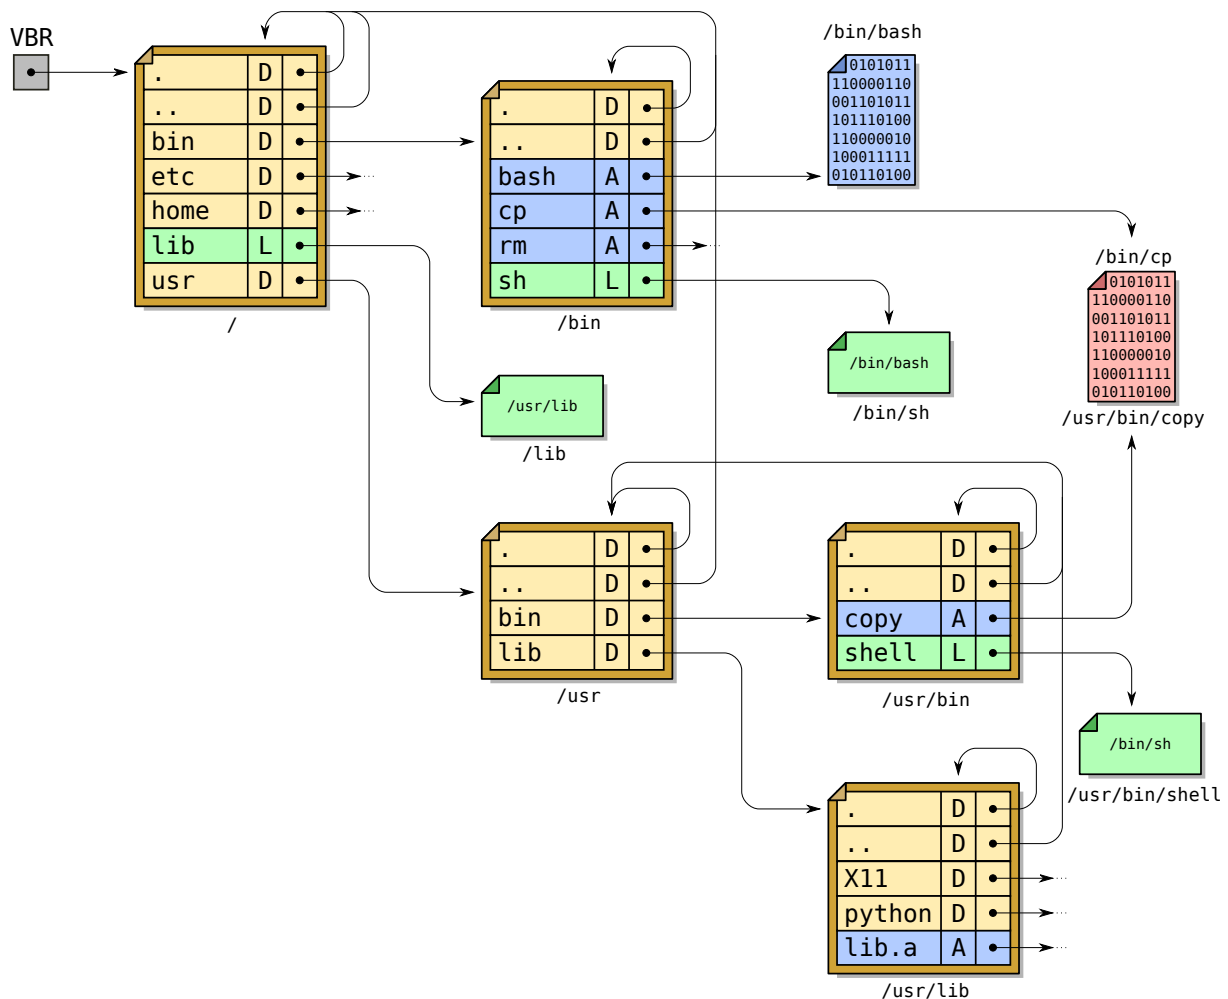 VBR
. D
.. D
bin D
etc D
home D
lib L
usr D
/
. D
.. D
bash A
cp A
rm A
sh L
/bin
/bin/bash
0101011
110000110
001101011
101110100
110000010
100011111
010110100
/bin/cp
0101011
110000110
001101011
101110100
110000010
100011111
010110100
/usr/bin/copy
/bin/bash
/bin/sh
/usr/lib
/lib
. D
.. D
bin D
lib D
/usr
. D
.. D
copy A
shell L
/usr/bin
/bin/sh
/usr/bin/shell
. D
.. D
X11 D
python D
lib.a A
/usr/lib